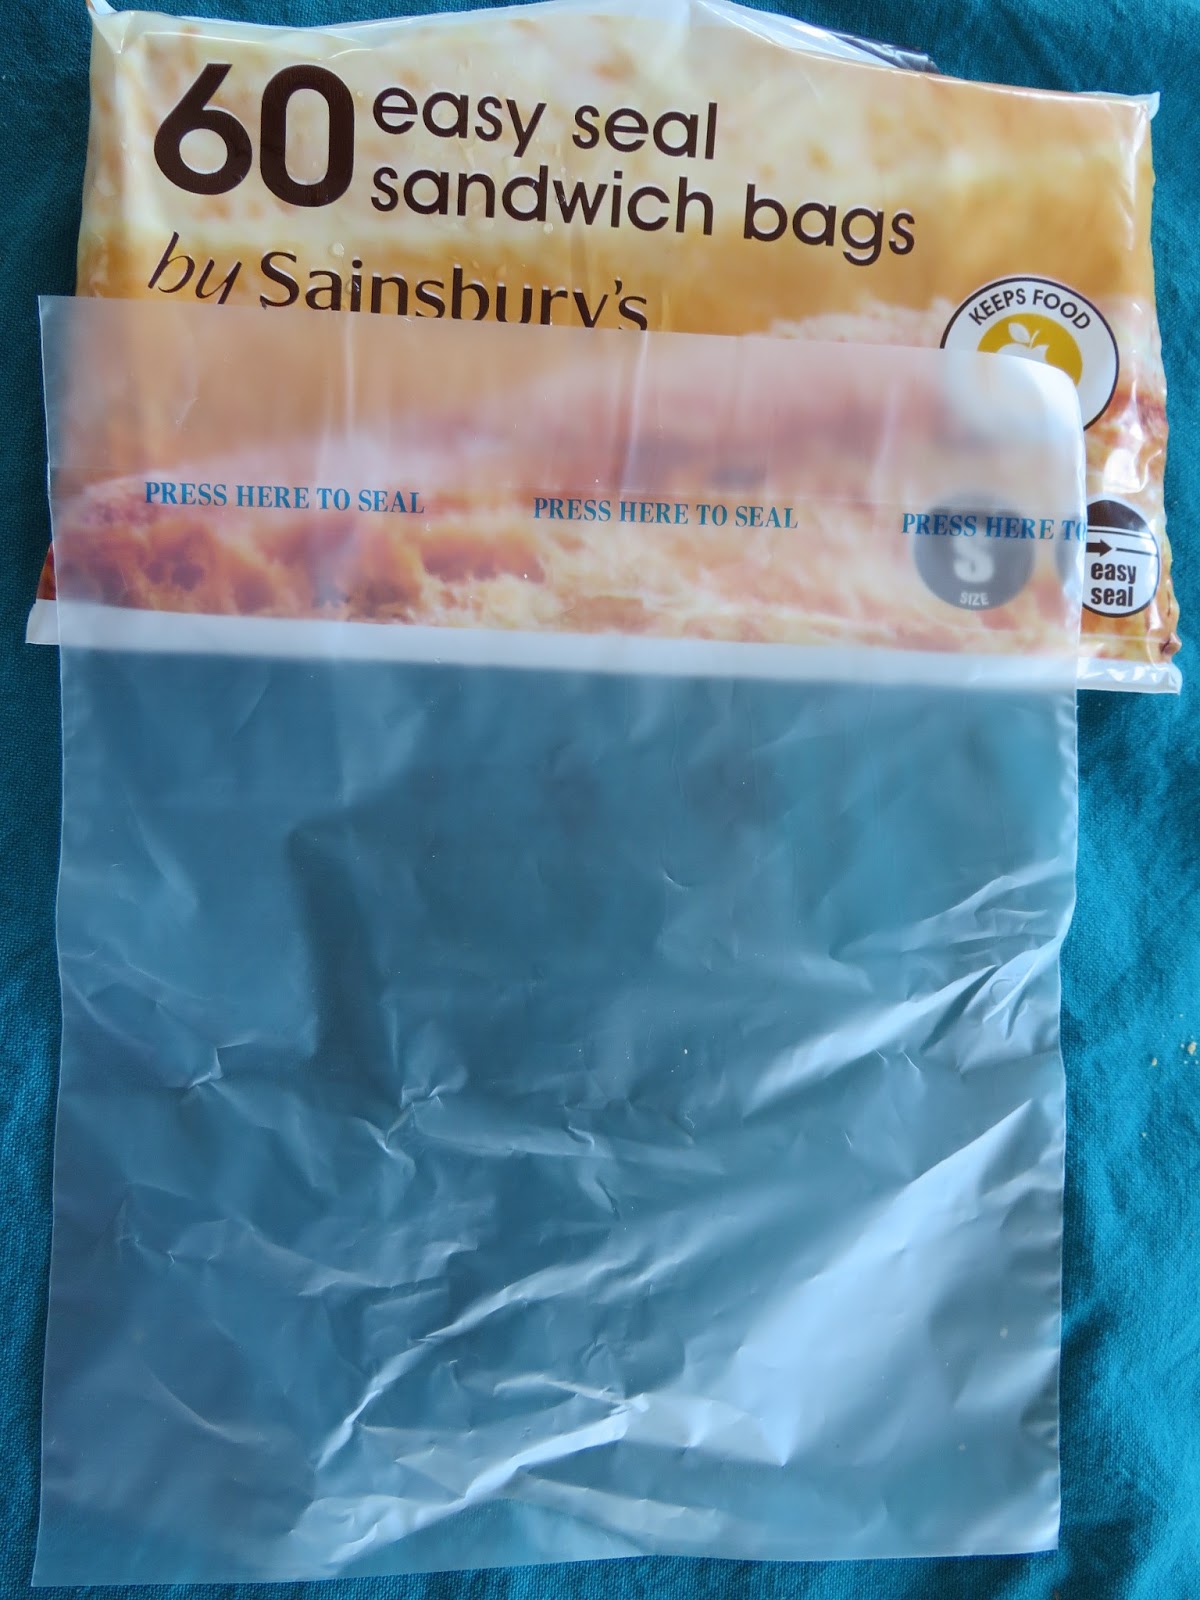 60 easy seal
sandwich bags
by Sainsbury's
KEEPS FOOD
PRESS HERE TO SEAL PRESS HERE TO SEAL PRESS HERE TO
S
SIZE
easy
seal